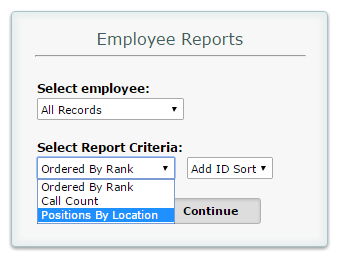 Employee Reports
Select employee:
All Records
Select Report Criteria:
Ordered By Rank Add ID Sort
Ordered By Rank
Call Count
Positions By Location
Continue